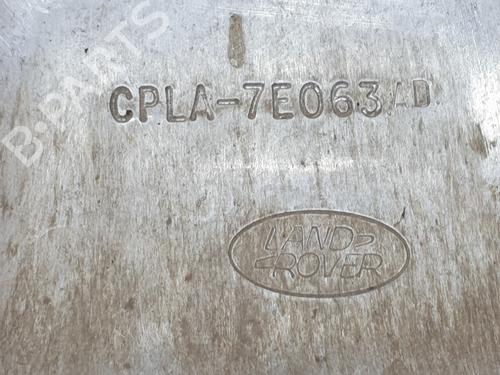 B-PARTS
CPLA-7E063AD
LAND
ROVER